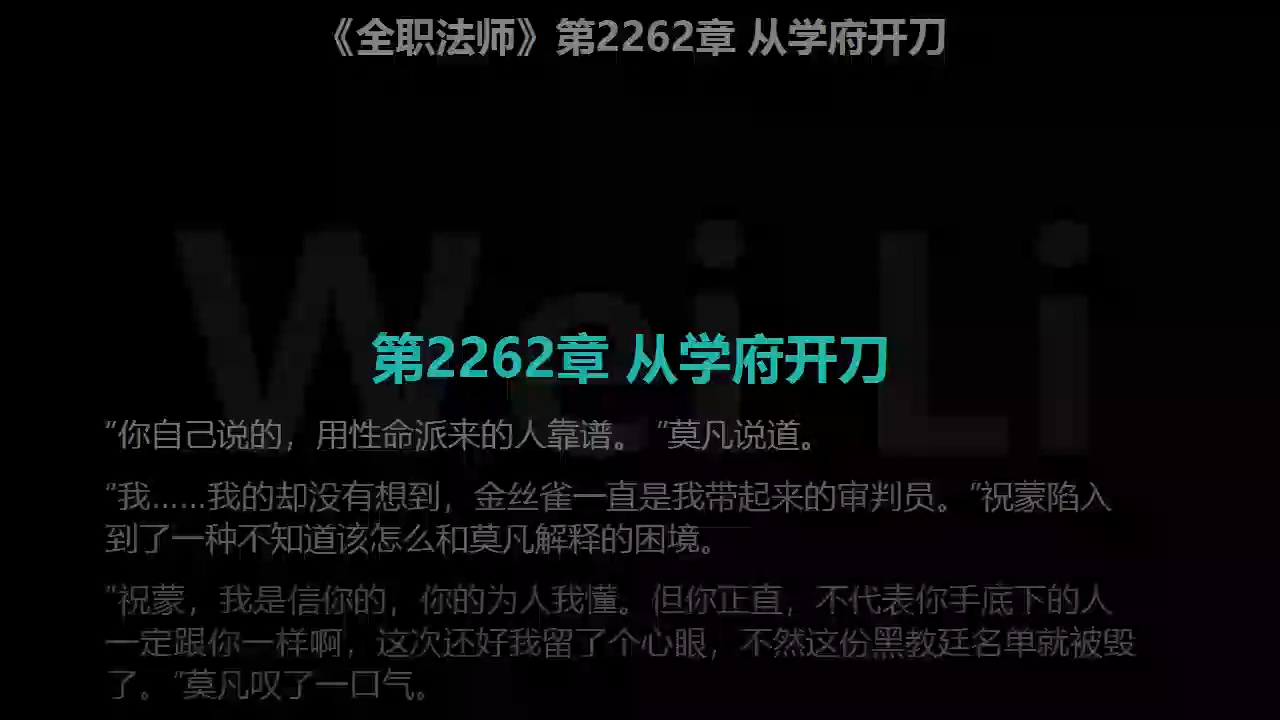 《全职法师》第2262章 从学府开刀
Wei Li
第2262章 从学府开刀
“你自己说的，用性命派来的人靠谱。“莫凡说道。
“我……我的却没有想到，金丝雀一直是我带起来的审判员。”祝蒙陷入
到了一种不知道该怎么和莫凡解释的困境。
“祝蒙，我是信你的，你的为人我懂。但你正直，不代表你手底下的人
一定跟你一样啊，这次还好我留了个心眼，不然这份黑教廷名单就被毁
了。“莫凡叹了一口气。